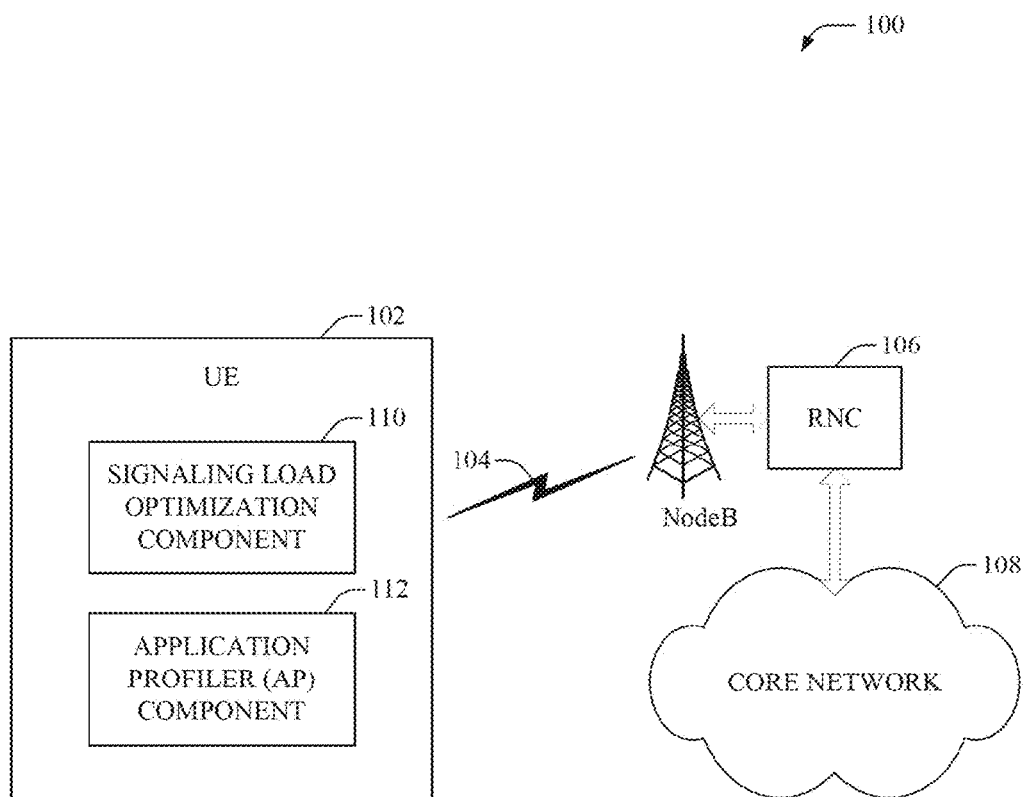 100
102
UE
110
SIGNALING LOAD
OPTIMIZATION
COMPONENT
112
APPLICATION
PROFILER (AP)
COMPONENT
104
NodeB
106
RNC
108
CORE NETWORK